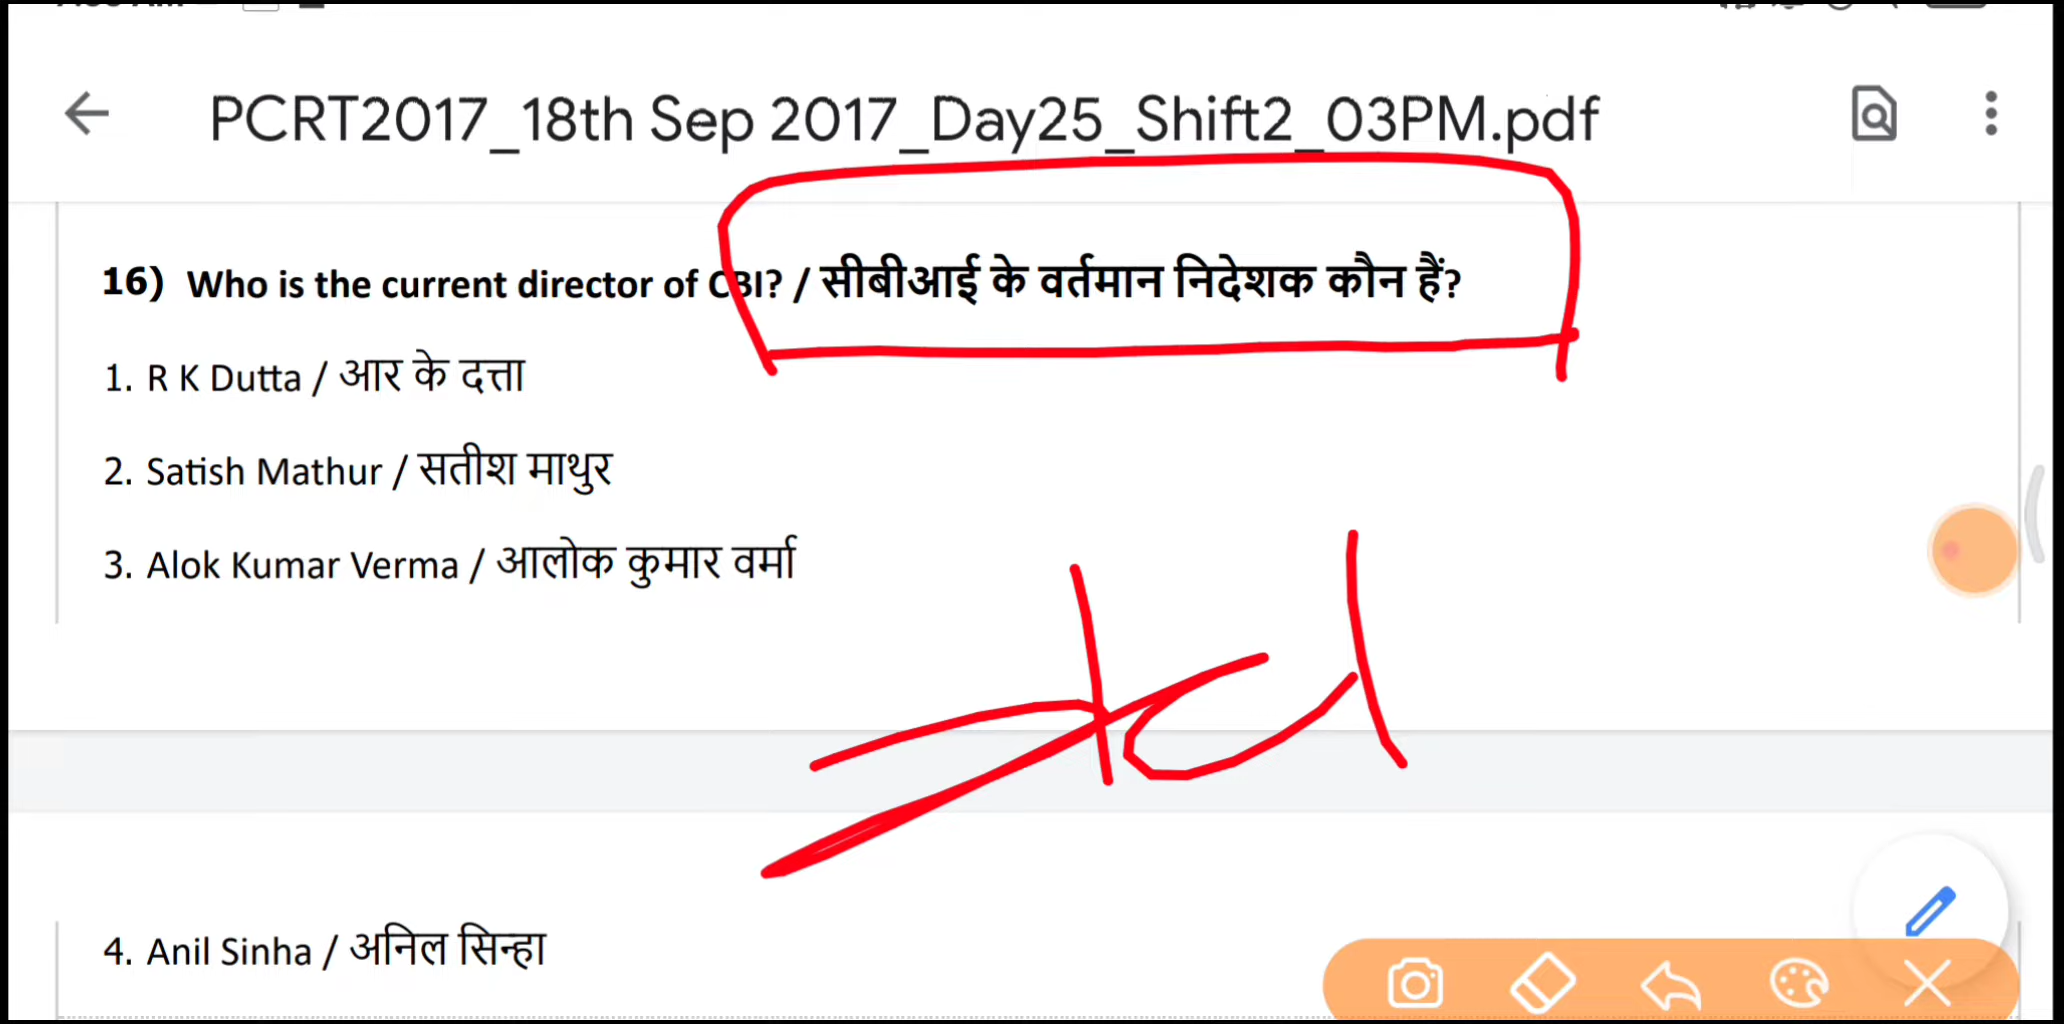 PCRT2017_18th Sep 2017_Day25_Shift2_03PM.pdf
16) Who is the current director of CBI? / सीबीआई के वर्तमान निदेशक कौन हैं?
1. R K Dutta / आर के दत्ता
2. Satish Mathur / सतीश माथुर
3. Alok Kumar Verma / आलोक कुमार वर्मा
4. Anil Sinha / अनिल सिन्हा